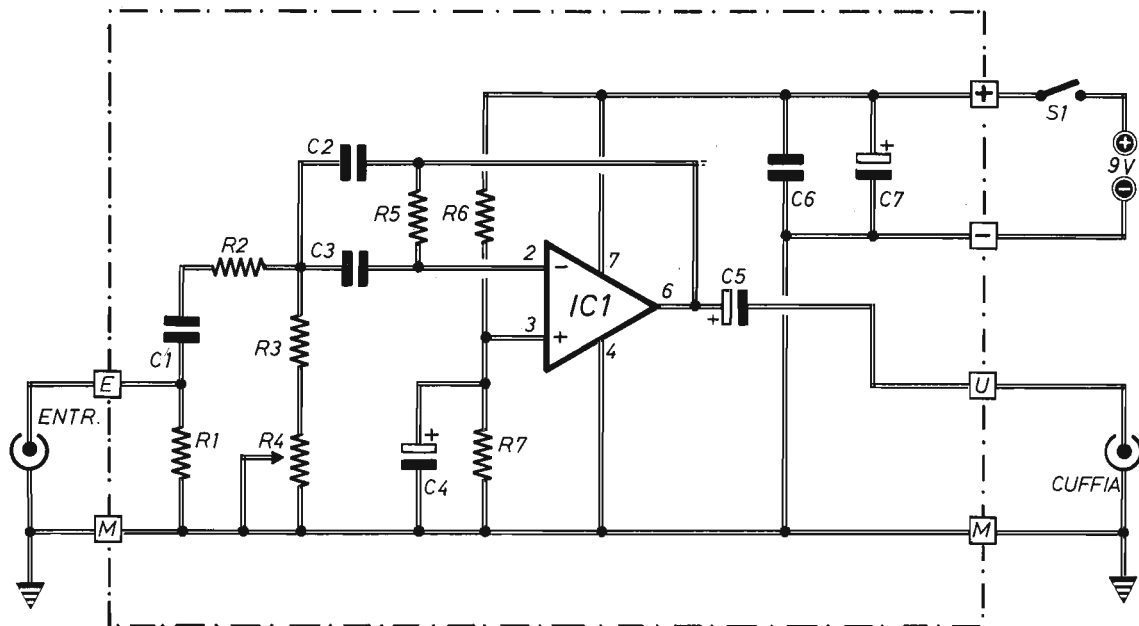 +
S1
C2
+
9V
R5
R6
C6
C7
R2
C3
-
2
-
7
C5
IC1
6
+
3
+
C1
R3
4
E
U
ENTR.
R1
R4
+
R7
C4
CUFFIA
M
M